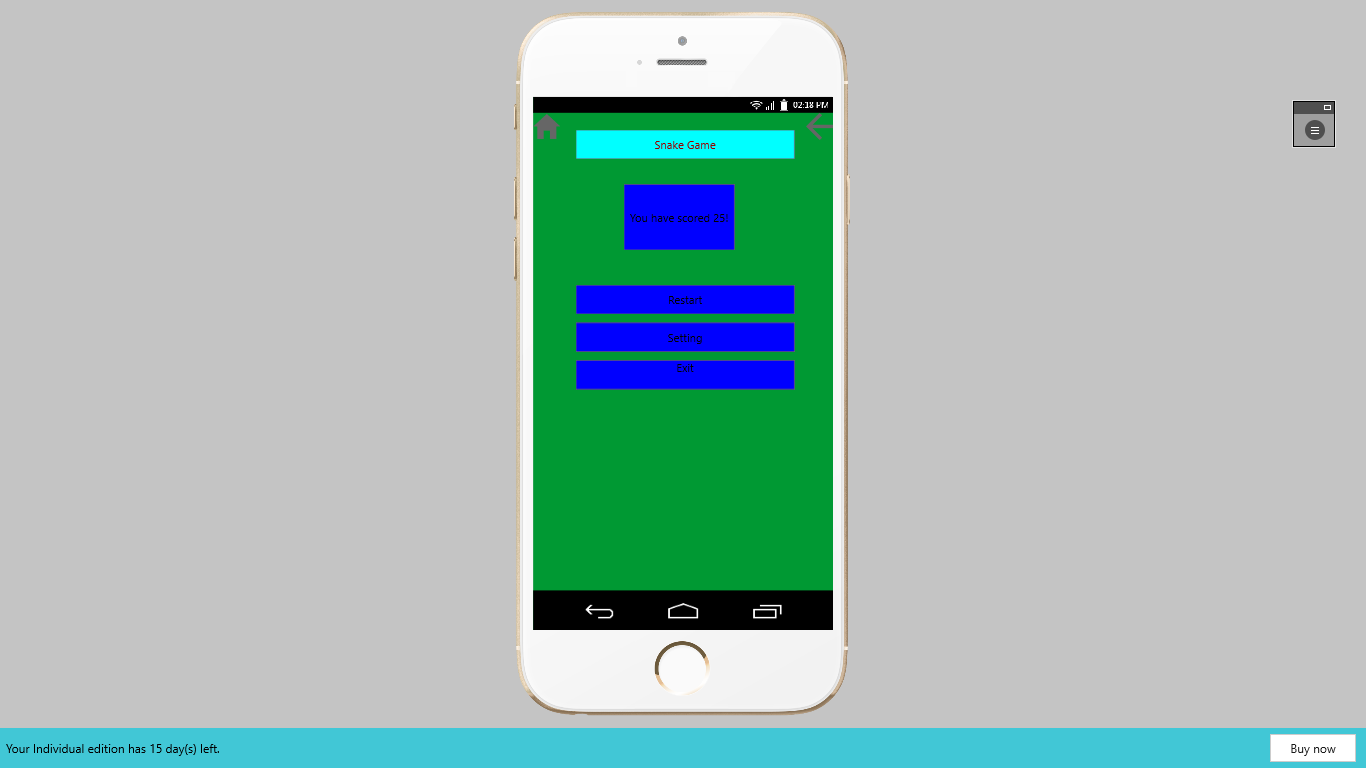 02:18 PM
Snake Game
You have scored 25!
Restart
Setting
Exit
Your Individual edition has 15 day(s) left.
Buy now